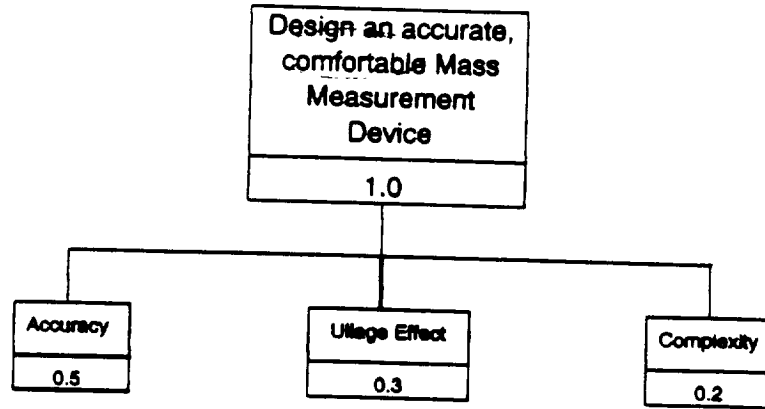 Design an accurate,
comfortable Mass
Measurement
Device
1.0
Accuracy
Ullage Effect
Complexity
0.5
0.3
0.2